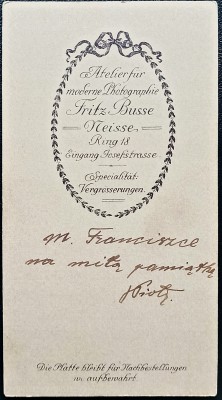 Atelier für
moderne Photographie
Fritz Busse
Neisse
Ring 18
Eingang Josefstrasse
Specialität:
Vergrösserungen.
M. Franciszce
na miłą pamiątkę
Piotr.
Die Platte bleibt für Nachbestellungen
w. aufbewahrt.